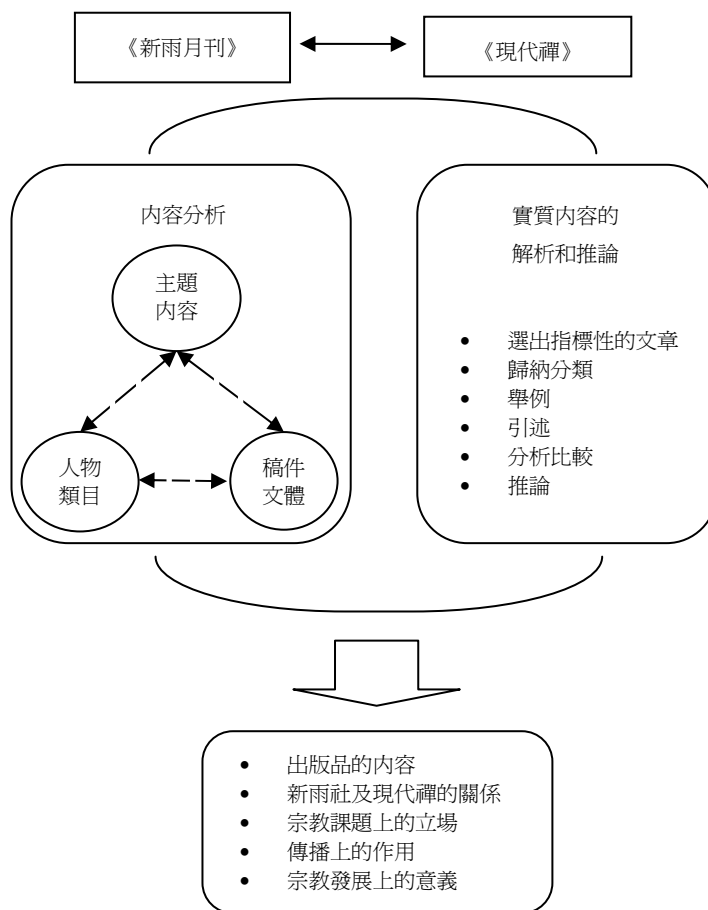 《新雨月刊》
《現代禪》
內容分析
主題
內容
人物
類目
稿件
文體
實質內容的
解析和推論
• 選出指標性的文章
• 歸納分類
• 舉例
• 引述
• 分析比較
• 推論
• 出版品的內容
• 新雨社及現代禪的關係
• 宗教課題上的立場
• 傳播上的作用
• 宗教發展上的意義